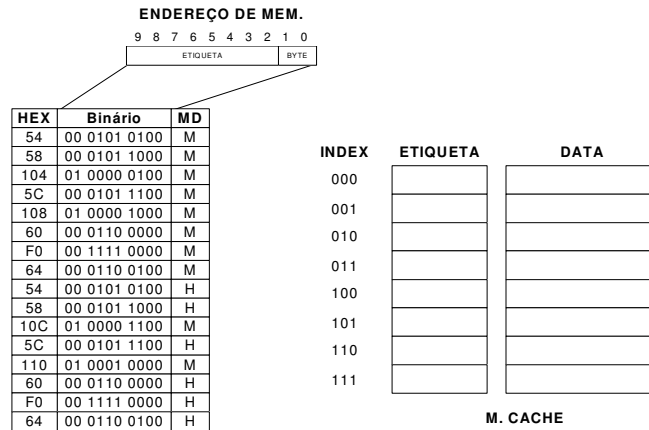 ENDEREÇO DE MEM.
9 8 7 6 5 4 3 2 1 0
ETIQUETA BYTE
HEX Binário MD
54 00 0101 0100 M
58 00 0101 1000 M
104 01 0000 0100 M
5C 00 0101 1100 M
108 01 0000 1000 M
60 00 0110 0000 M
F0 00 1111 0000 M
64 00 0110 0100 M
54 00 0101 0100 H
58 00 0101 1000 H
10C 01 0000 1100 M
5C 00 0101 1100 H
110 01 0001 0000 M
60 00 0110 0000 H
F0 00 1111 0000 H
64 00 0110 0100 H
INDEX ETIQUETA DATA
000
001
010
011
100
101
110
111
M. CACHE